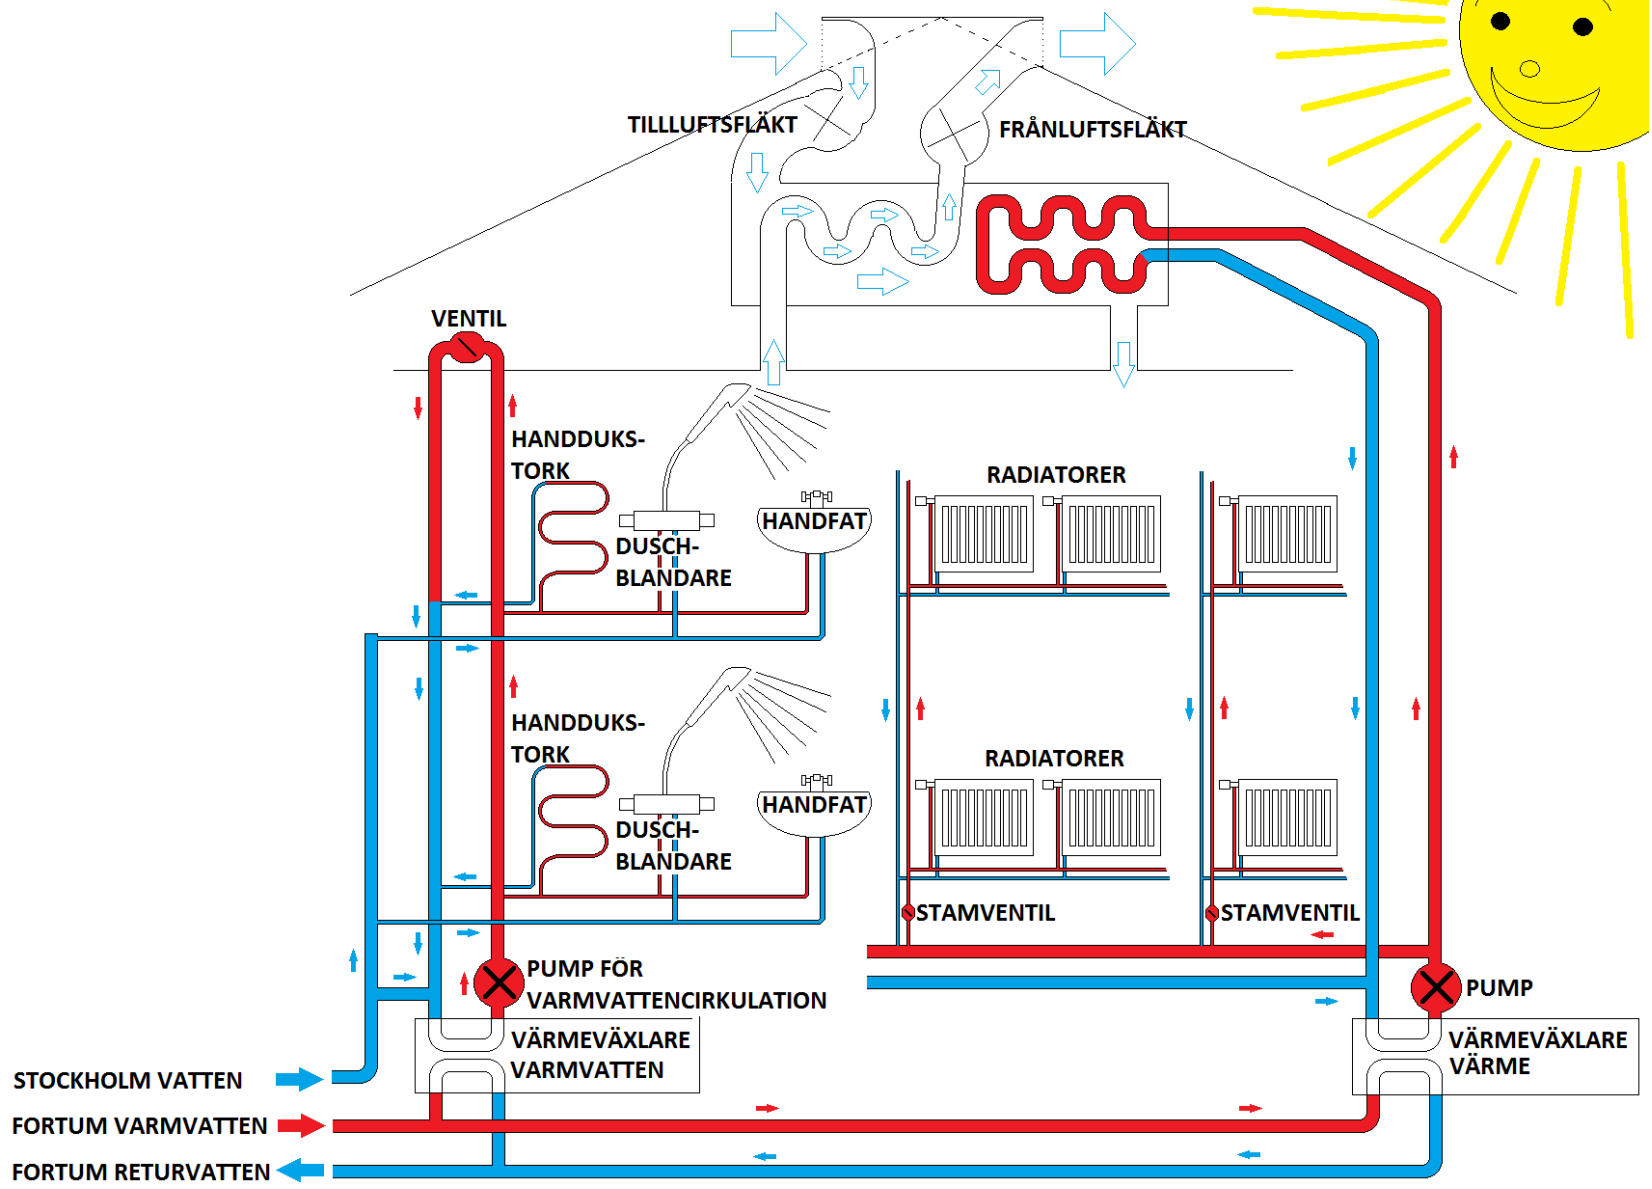 TILLLUFTSFLÄKT
FRÅNLUFTSFLÄKT
VENTIL
HANDDUKS-
TORK
DUSCH-
BLANDARE
HANDFAT
RADIATORER
HANDDUKS-
TORK
DUSCH-
BLANDARE
HANDFAT
RADIATORER
STAMVENTIL
STAMVENTIL
PUMP FÖR
VARMVATTENCIRKULATION
PUMP
VÄRMEVÄXLARE
VARMVATTEN
VÄRMEVÄXLARE
VÄRME
STOCKHOLM VATTEN
FORTUM VARMVATTEN
FORTUM RETURVATTEN